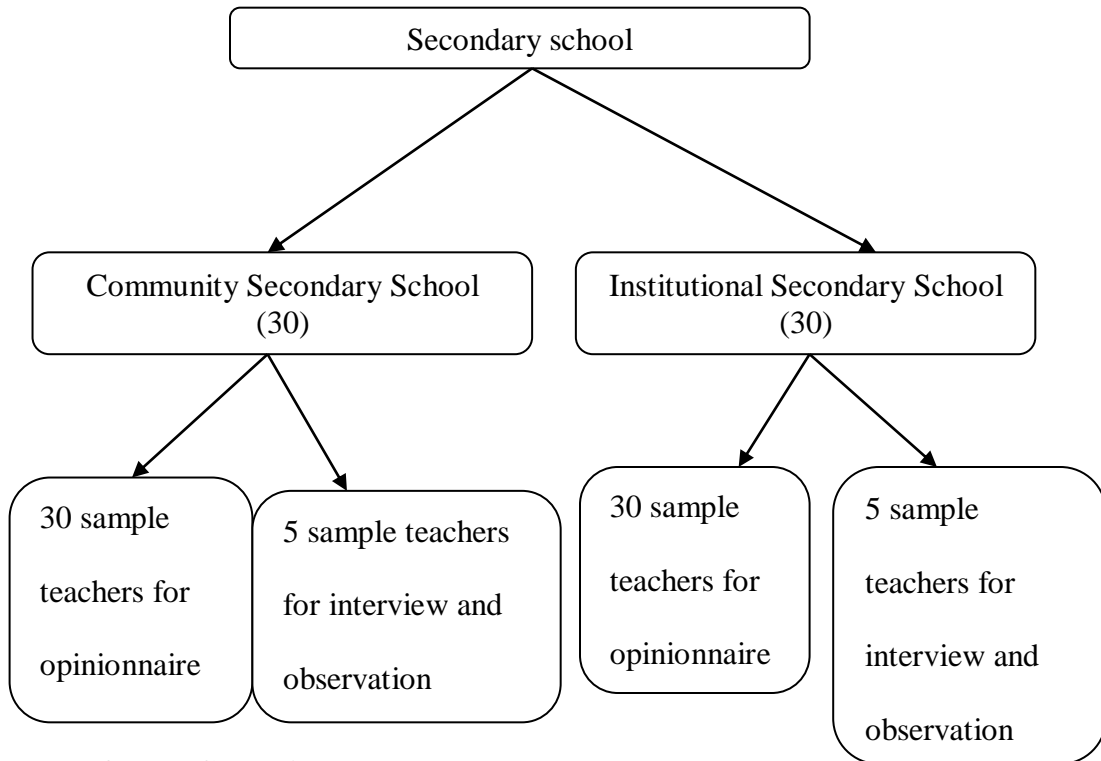 Secondary school
Community Secondary School
(30)
Institutional Secondary School
(30)
30 sample
teachers for
opinionnaire
5 sample teachers
for interview and
observation
30 sample
teachers for
opinionnaire
5 sample
teachers for
interview and
observation